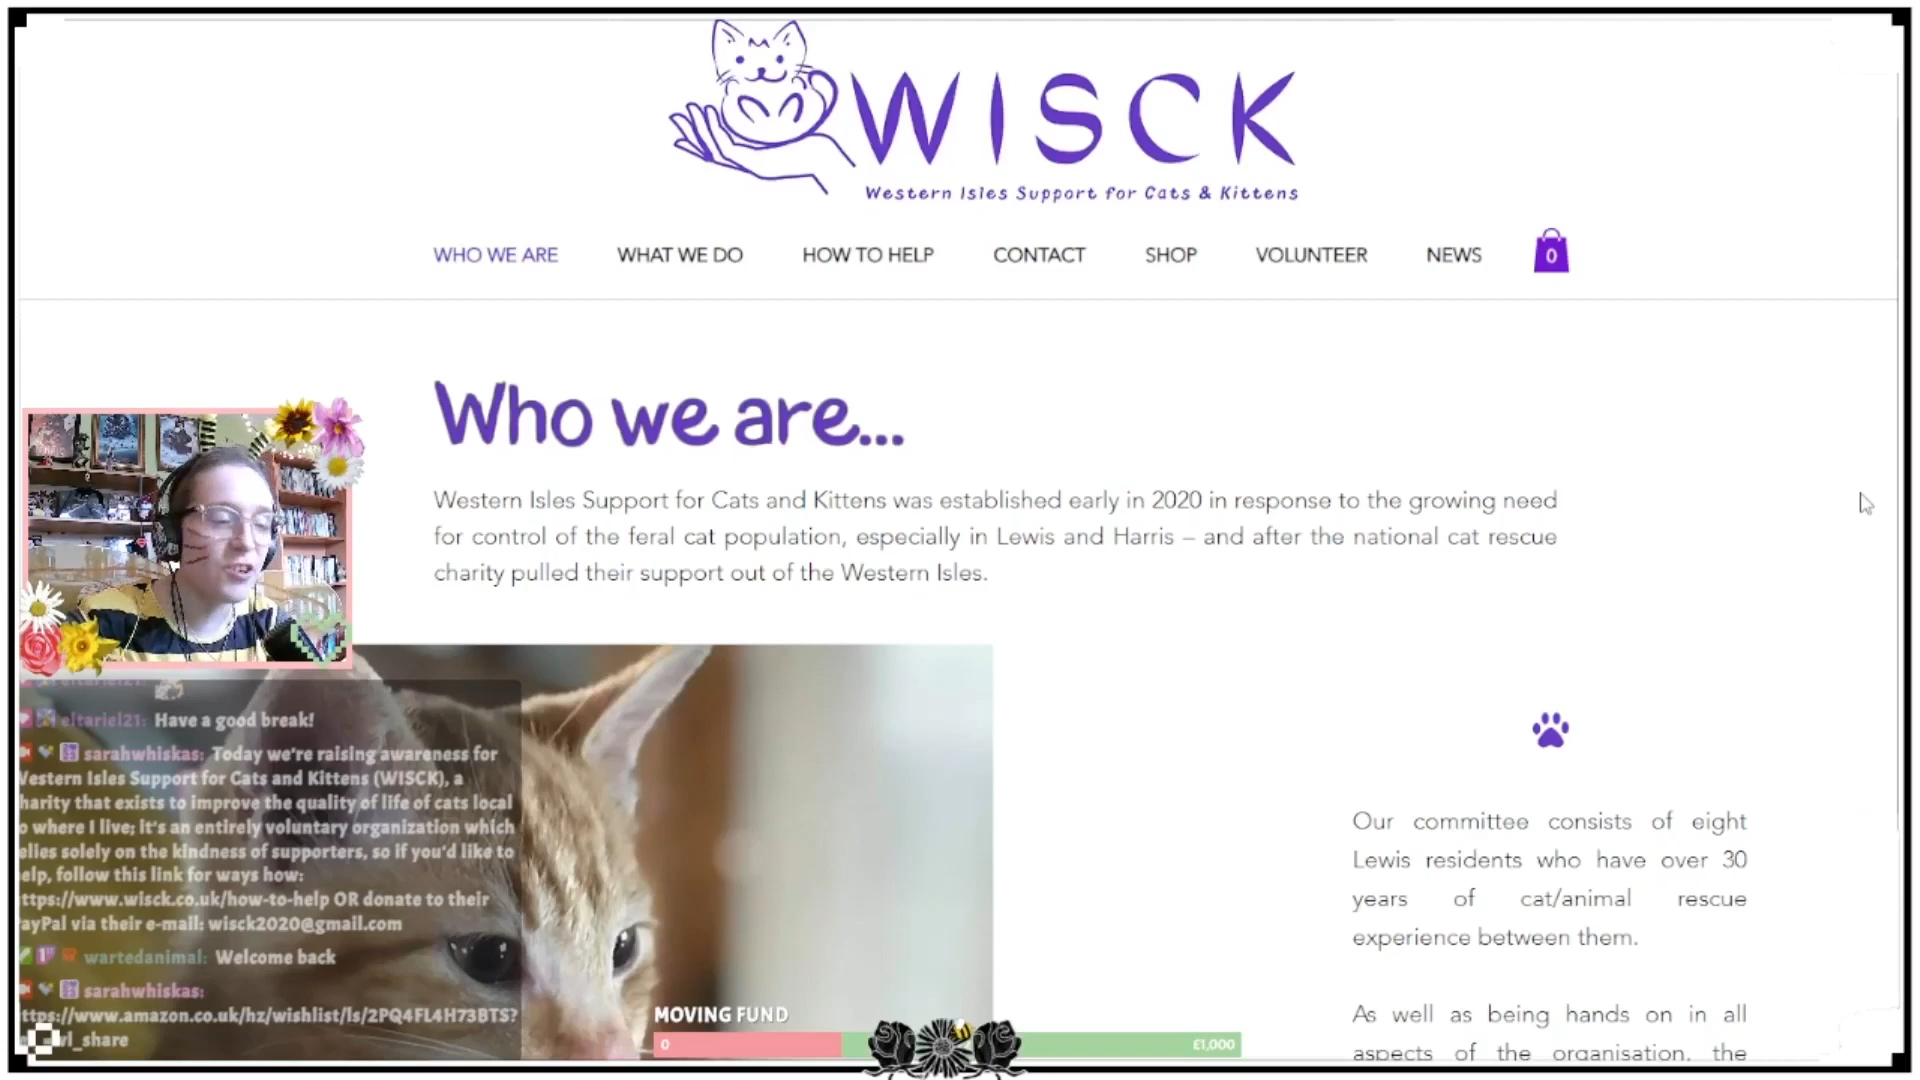 WISCK
Western Isles Support for Cats & Kittens
WHO WE ARE
WHAT WE DO
HOW TO HELP
CONTACT
SHOP
VOLUNTEER
NEWS
0
Who we are...
Western Isles Support for Cats and Kittens was established early in 2020 in response to the growing need
for control of the feral cat population, especially in Lewis and Harris – and after the national cat rescue
charity pulled their support out of the Western Isles.
eltariel21: Have a good break!
sarahwhiskas: Today we're raising awareness for
Western Isles Support for Cats and Kittens (WISCK), a
harity that exists to improve the quality of life of cats local
o where I live; it's an entirely voluntary organization which
elies solely on the kindness of supporters, so if you'd like to
elp, follow this link for ways how:
ttps://www.wisck.co.uk/how-to-help OR donate to their
ayPal via their e-mail: wisck2020@gmail.com
wartedanimal: Welcome back
sarahwhiskas:
ttps://www.amazon.co.uk/hz/wishlist/ls/2PQ4FL4H73BTS?
wl_share
MOVING FUND
0
£1,000
Our committee consists of eight
Lewis residents who have over 30
years of cat/animal rescue
experience between them.
As well as being hands on in all
aspects of the organisation, the